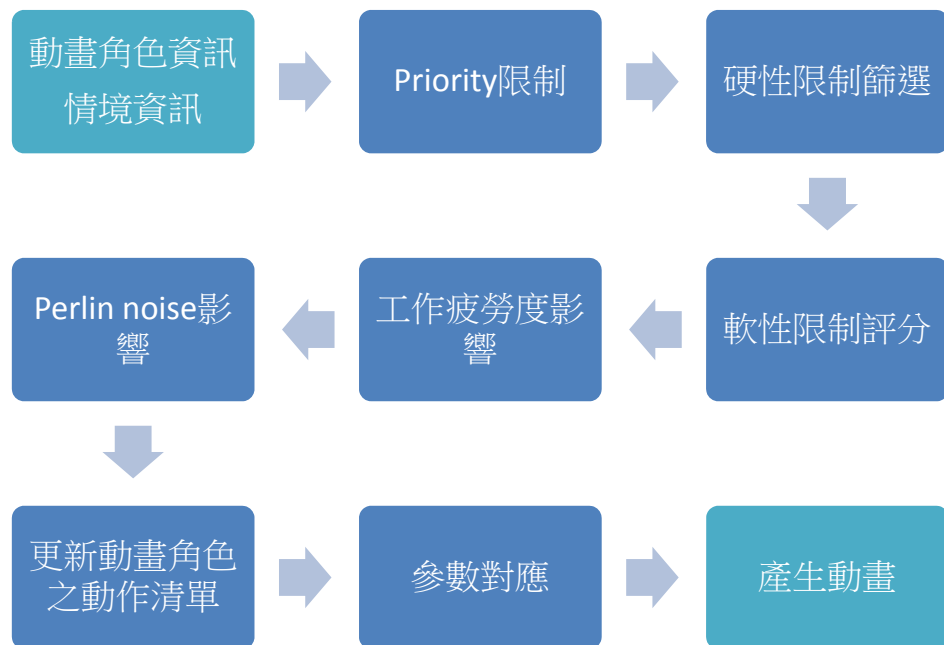 動畫角色資訊
情境資訊
Priority限制
硬性限制篩選
軟性限制評分
工作疲勞度影
響
Perlin noise影
響
更新動畫角色
之動作清單
參數對應
產生動畫